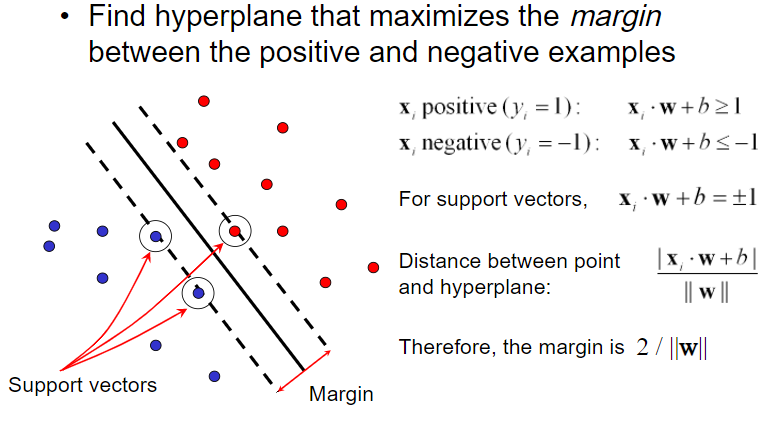 • Find hyperplane that maximizes the margin
between the positive and negative examples
xᵢ positive (yᵢ = 1): xᵢ · w + b ≥ 1
xᵢ negative (yᵢ = −1): xᵢ · w + b ≤ −1
For support vectors, xᵢ · w + b = ±1
Distance between point
and hyperplane:
|xᵢ · w + b|
|| w ||
Therefore, the margin is 2 / ||w||
Support vectors
Margin